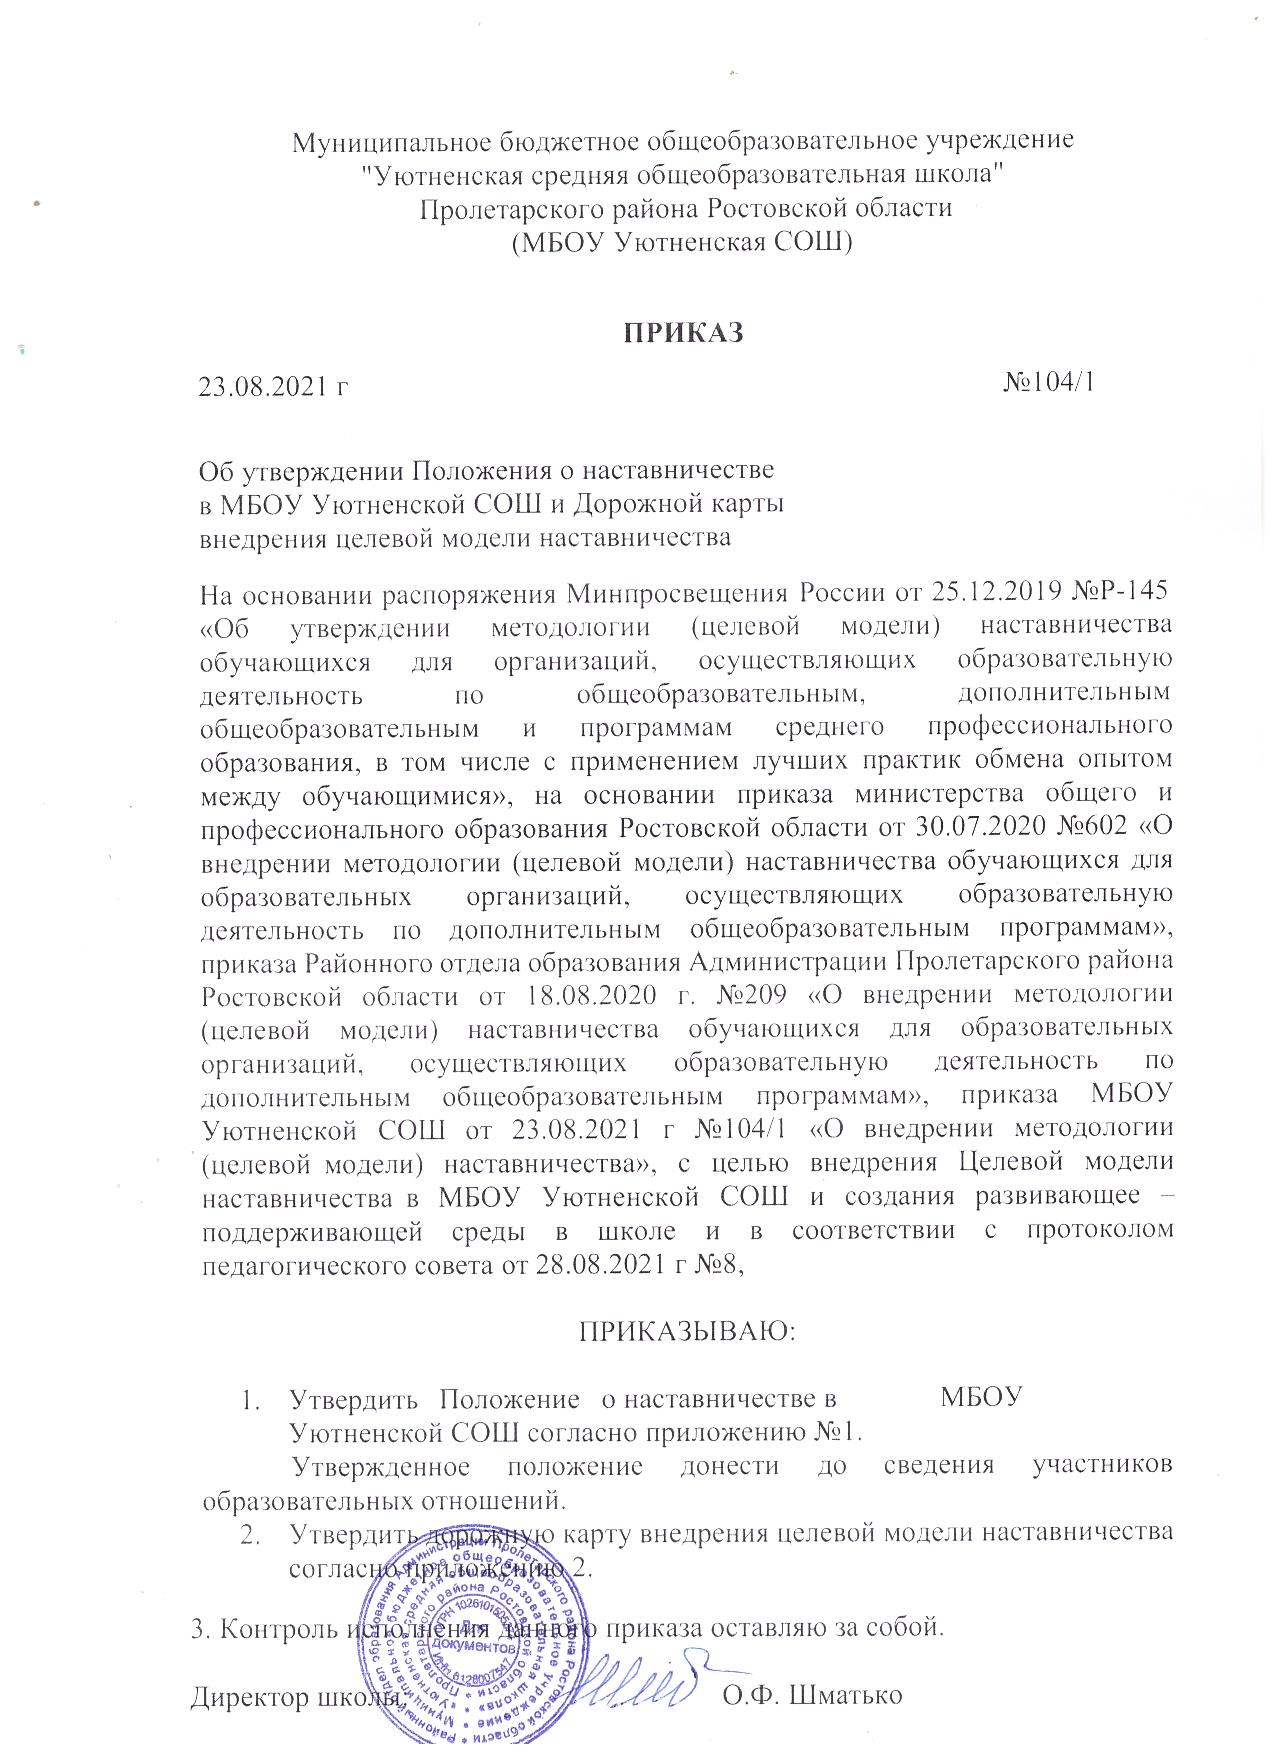 Муниципальное бюджетное общеобразовательное учреждение
"Уютненская средняя общеобразовательная школа"
Пролетарского района Ростовской области
(МБОУ Уютненская СОШ)
ПРИКАЗ
23.08.2021 г №104/1
Об утверждении Положения о наставничестве
в МБОУ Уютненской СОШ и Дорожной карты
внедрения целевой модели наставничества
На основании распоряжения Минпросвещения России от 25.12.2019 №Р-145
«Об утверждении методологии (целевой модели) наставничества
обучающихся для организаций, осуществляющих образовательную
деятельность по общеобразовательным, дополнительным
общеобразовательным и программам среднего профессионального
образования, в том числе с применением лучших практик обмена опытом
между обучающимися», на основании приказа министерства общего и
профессионального образования Ростовской области от 30.07.2020 №602 «О
внедрении методологии (целевой модели) наставничества обучающихся для
образовательных организаций, осуществляющих образовательную
деятельность по дополнительным общеобразовательным программам»,
приказа Районного отдела образования Администрации Пролетарского района
Ростовской области от 18.08.2020 г. №209 «О внедрении методологии
(целевой модели) наставничества обучающихся для образовательных
организаций, осуществляющих образовательную деятельность по
дополнительным общеобразовательным программам», приказа МБОУ
Уютненской СОШ от 23.08.2021 г №104/1 «О внедрении методологии
(целевой модели) наставничества», с целью внедрения Целевой модели
наставничества в МБОУ Уютненской СОШ и создания развивающее –
поддерживающей среды в школе и в соответствии с протоколом
педагогического совета от 28.08.2021 г №8,
ПРИКАЗЫВАЮ:
1. Утвердить Положение о наставничестве в МБОУ
Уютненской СОШ согласно приложению №1.
Утвержденное положение донести до сведения участников
образовательных отношений.
2. Утвердить дорожную карту внедрения целевой модели наставничества
согласно приложению 2.
3. Контроль исполнения данного приказа оставляю за собой.
Директор школы О.Ф. Шматько
Для
документов
ИНН 6128007547